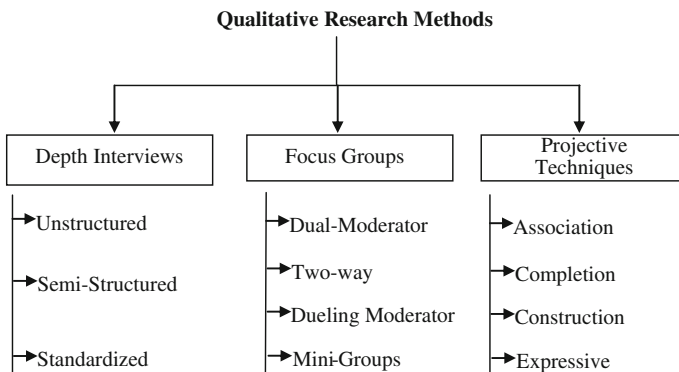 Qualitative Research Methods
Depth Interviews
Focus Groups
Projective
Techniques
Unstructured
Semi-Structured
Standardized
Dual-Moderator
Two-way
Dueling Moderator
Mini-Groups
Association
Completion
Construction
Expressive